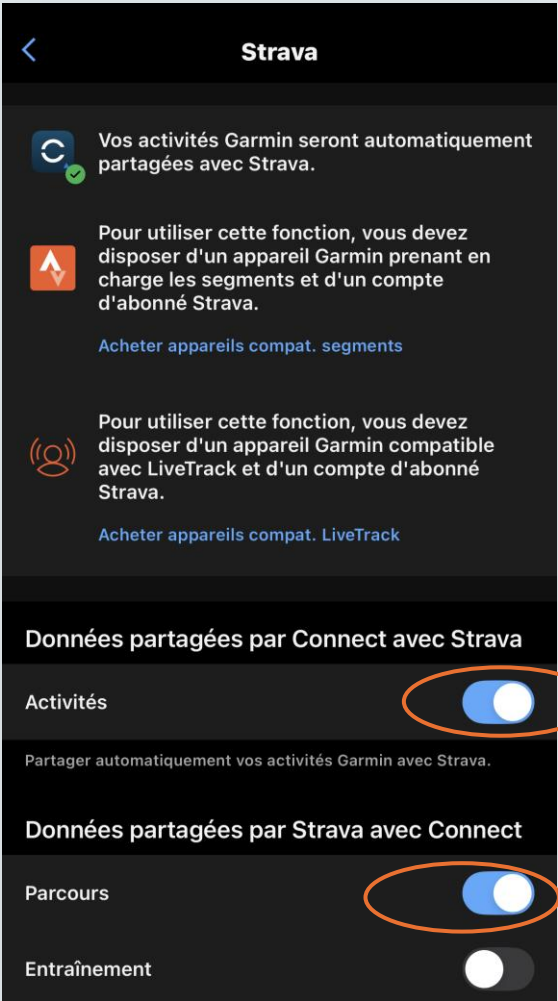 Strava
Vos activités Garmin seront automatiquement
partagées avec Strava.
Pour utiliser cette fonction, vous devez
disposer d'un appareil Garmin prenant en
charge les segments et d'un compte
d'abonné Strava.
Acheter appareils compat. segments
Pour utiliser cette fonction, vous devez
disposer d'un appareil Garmin compatible
avec LiveTrack et d'un compte d'abonné
Strava.
Acheter appareils compat. LiveTrack
Données partagées par Connect avec Strava
Activités
Partager automatiquement vos activités Garmin avec Strava.
Données partagées par Strava avec Connect
Parcours
Entraînement